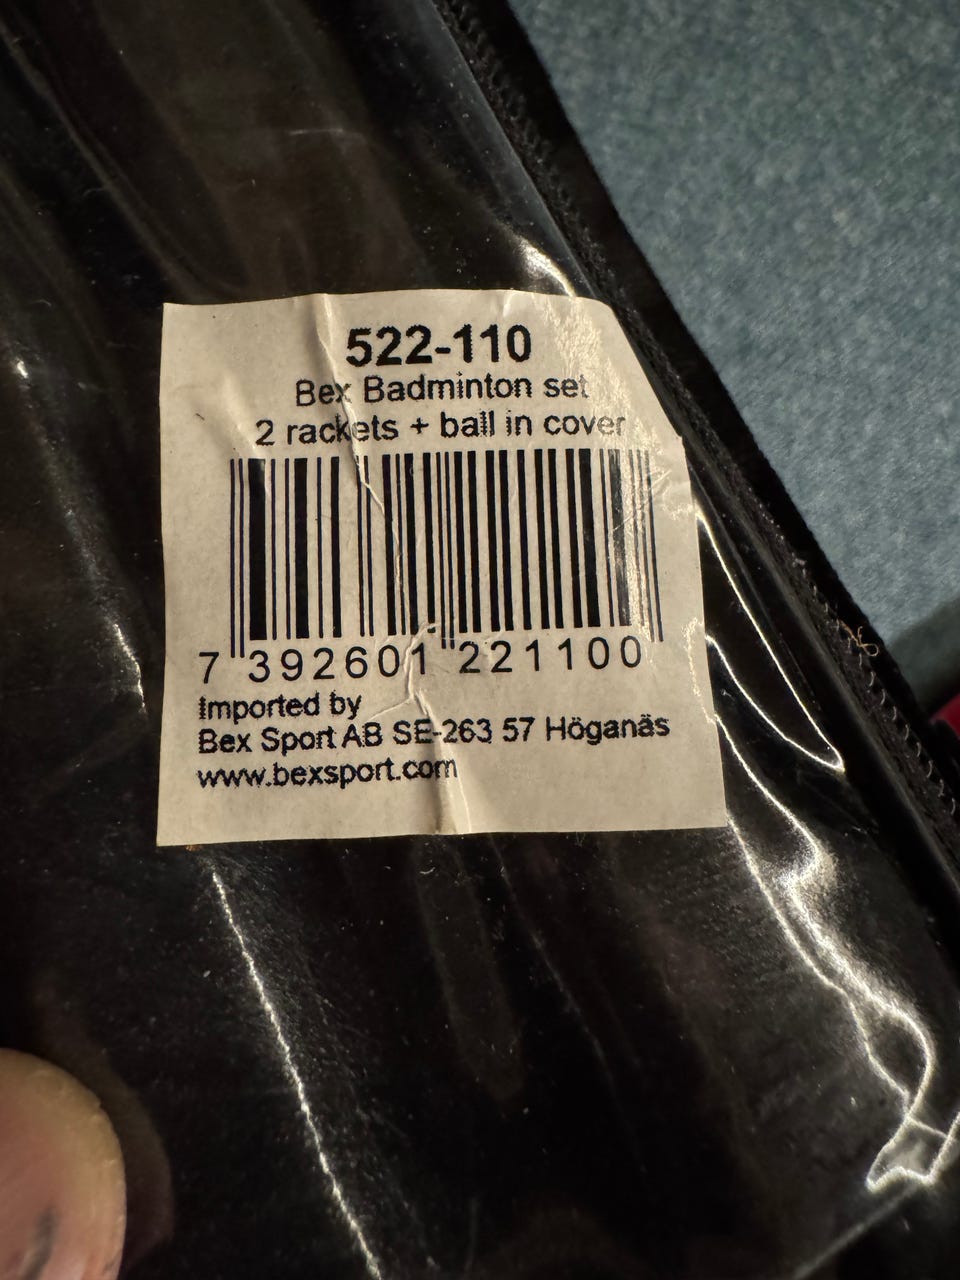 522-110
Bex Badminton set
2 rackets + ball in cover
7 392601 221100
Imported by
Bex Sport AB SE-263 57 Höganäs
www.bexsport.com